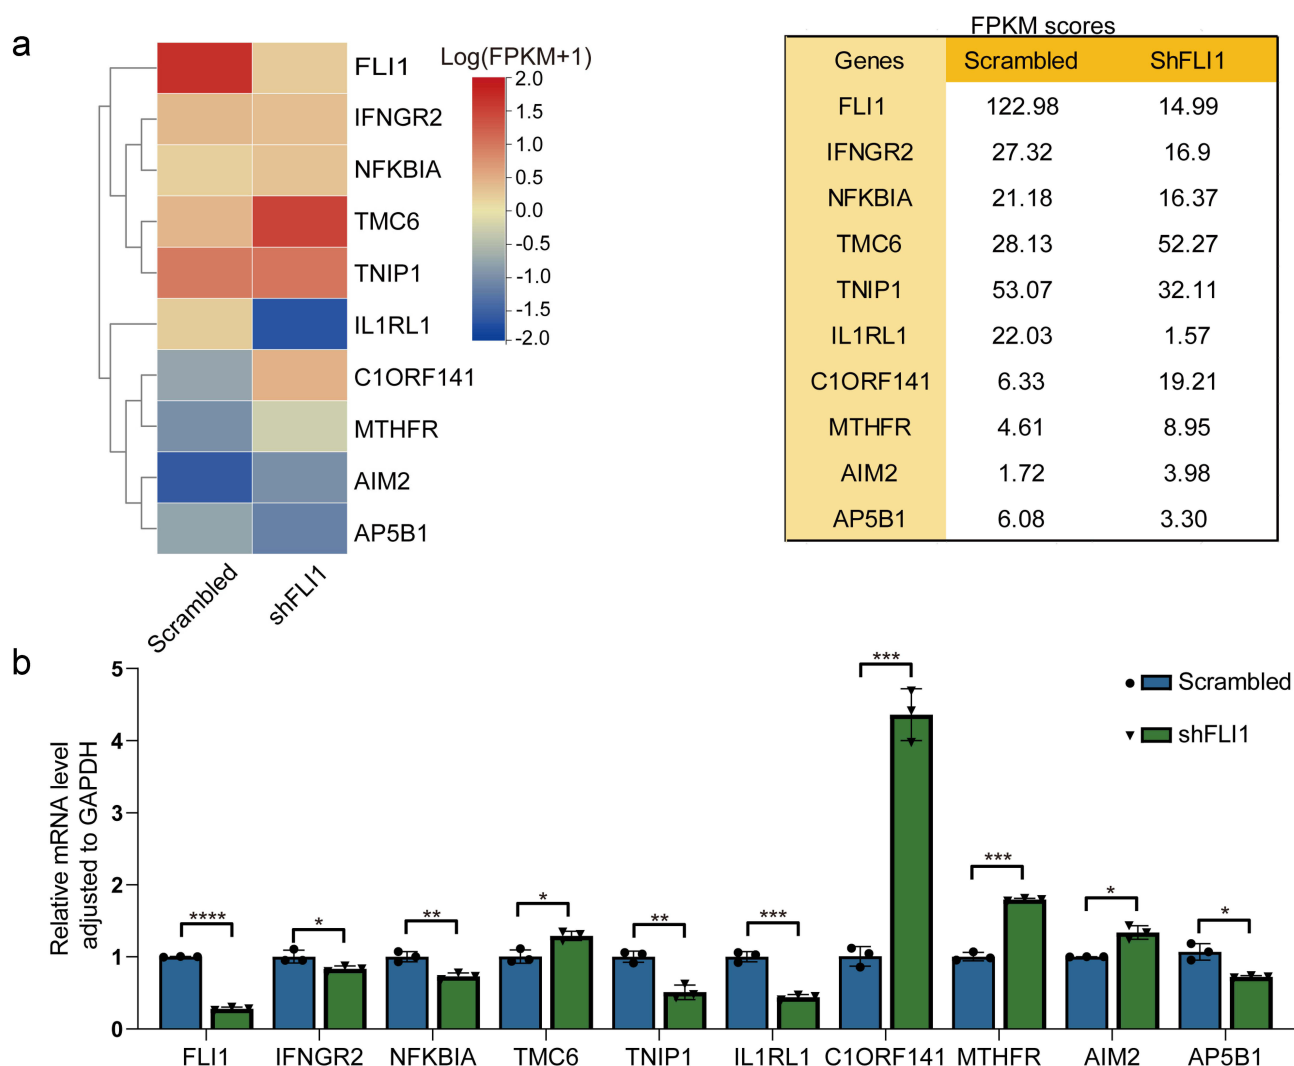 a
FLI1
IFNGR2
NFKBIA
TMC6
TNIP1
IL1RL1
C1ORF141
MTHFR
AIM2
AP5B1
Scrambled
shFLI1
Log(FPKM+1)
2.0
1.5
1.0
0.5
0.0
-0.5
-1.0
-1.5
-2.0
FPKM scores
Genes Scrambled ShFLI1
FLI1 122.98 14.99
IFNGR2 27.32 16.9
NFKBIA 21.18 16.37
TMC6 28.13 52.27
TNIP1 53.07 32.11
IL1RL1 22.03 1.57
C1ORF141 6.33 19.21
MTHFR 4.61 8.95
AIM2 1.72 3.98
AP5B1 6.08 3.30
b
Relative mRNA level
adjusted to GAPDH
5
4
3
2
1
0
**** * ** * ** *** *** *** * *
Scrambled
shFLI1
FLI1 IFNGR2 NFKBIA TMC6 TNIP1 IL1RL1 C1ORF141 MTHFR AIM2 AP5B1